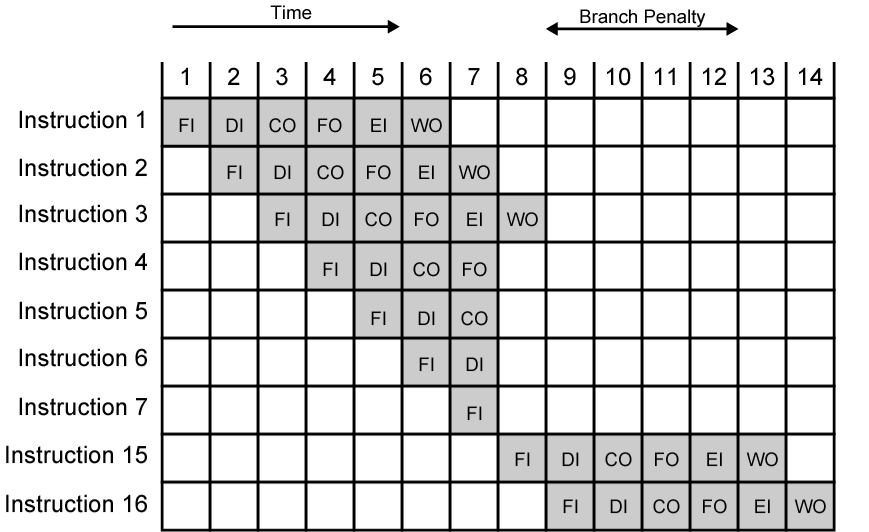 Time Branch Penalty
1 2 3 4 5 6 7 8 9 10 11 12 13 14
Instruction 1 FI DI CO FO EI WO
Instruction 2 FI DI CO FO EI WO
Instruction 3 FI DI CO FO EI WO
Instruction 4 FI DI CO FO
Instruction 5 FI DI CO
Instruction 6 FI DI
Instruction 7 FI
Instruction 15 FI DI CO FO EI WO
Instruction 16 FI DI CO FO EI WO